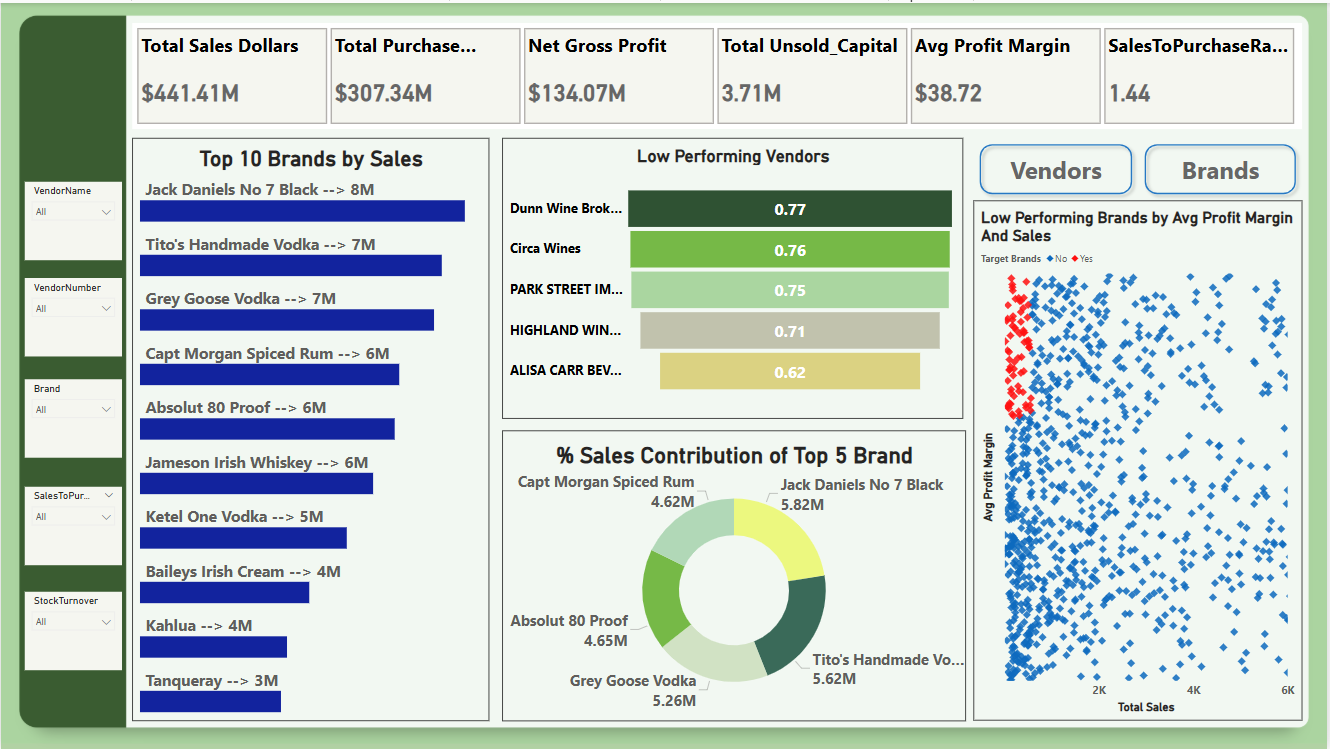 Total Sales Dollars
$441.41M
Total Purchase...
$307.34M
Net Gross Profit
$134.07M
Total Unsold_Capital
3.71M
Avg Profit Margin
$38.72
SalesToPurchaseRa...
1.44
VendorName
All
VendorNumber
All
Brand
All
SalesToPur...
All
StockTurnover
All
Top 10 Brands by Sales
Jack Daniels No 7 Black --> 8M
Tito's Handmade Vodka --> 7M
Grey Goose Vodka --> 7M
Capt Morgan Spiced Rum --> 6M
Absolut 80 Proof --> 6M
Jameson Irish Whiskey --> 6M
Ketel One Vodka --> 5M
Baileys Irish Cream --> 4M
Kahlua --> 4M
Tanqueray --> 3M
Low Performing Vendors
Dunn Wine Brok... 0.77
Circa Wines 0.76
PARK STREET IM... 0.75
HIGHLAND WIN... 0.71
ALISA CARR BEV... 0.62
% Sales Contribution of Top 5 Brand
Capt Morgan Spiced Rum
4.62M
Jack Daniels No 7 Black
5.82M
Absolut 80 Proof
4.65M
Tito's Handmade Vo...
5.62M
Grey Goose Vodka
5.26M
Vendors
Brands
Low Performing Brands by Avg Profit Margin
And Sales
Target Brands No Yes
Avg Profit Margin
2K 4K 6K
Total Sales